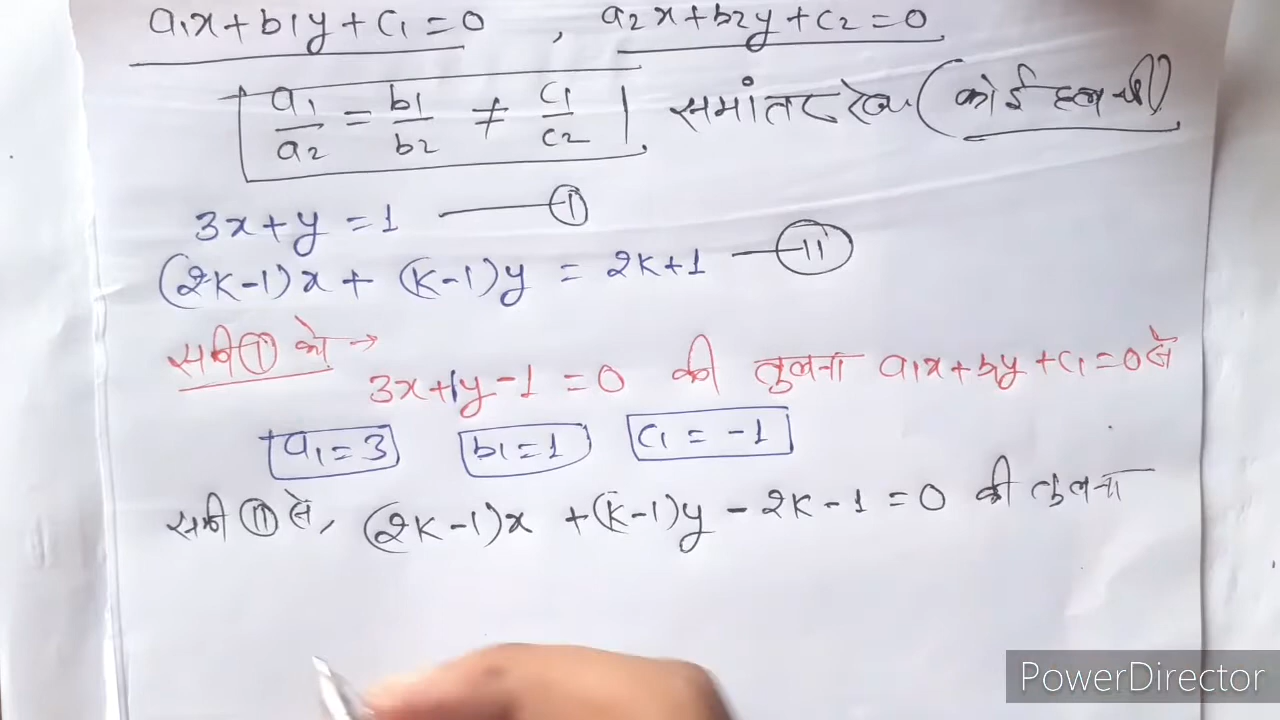 a₁x+b₁y+c₁=0 , a₂x+b₂y+c₂=0
a₁/a₂ = b₁/b₂ ≠ c₁/c₂ समांतर रेखा (कोई हल नहीं)
3x+y=1 — Ⓘ
(2k-1)x+(k-1)y=2k+1 — Ⓘⓘ
समी Ⓘ को →
3x+1y-1=0 की तुलना a₁x+b₁y+c₁=0 से
a₁=3 b₁=1 c₁=-1
समी Ⓘⓘ से, (2k-1)x+(k-1)y-2k-1=0 की तुलना
PowerDirector